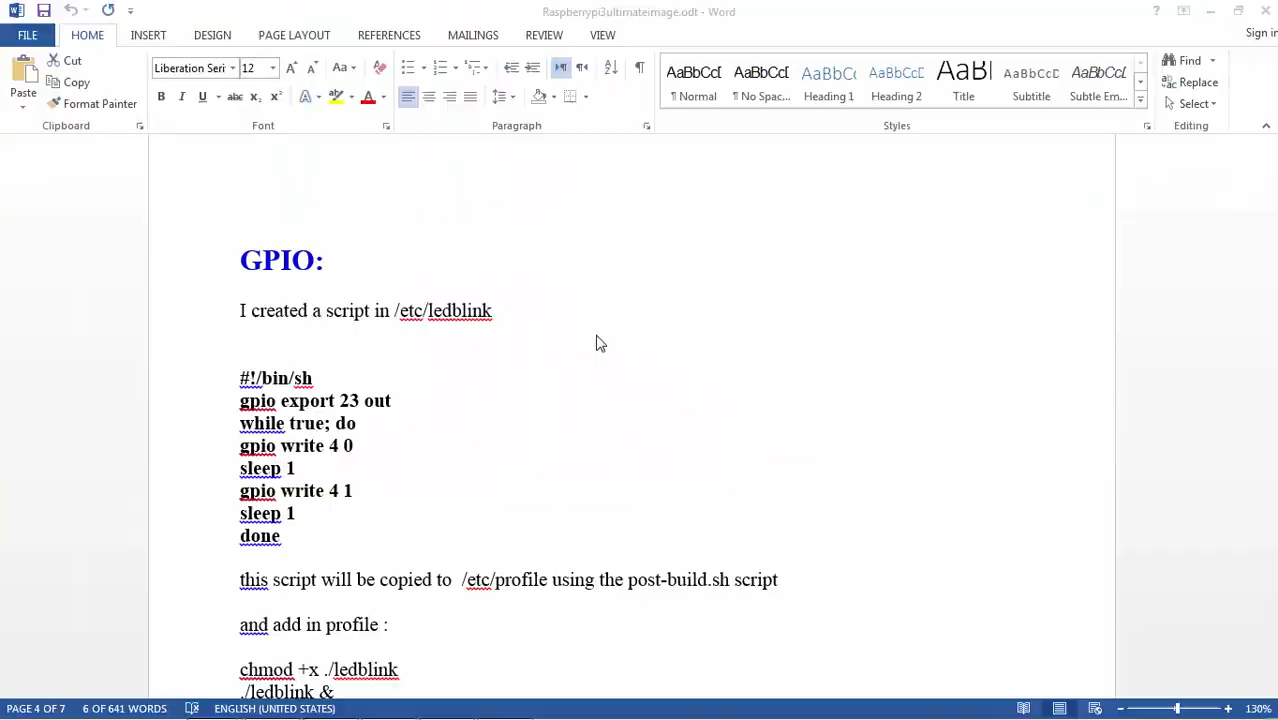 Raspberrypi3ultimateimage.odt - Word
?
FILE HOME INSERT DESIGN PAGE LAYOUT REFERENCES MAILINGS REVIEW VIEW Sign in
Paste
Cut
Copy
Format Painter
Clipboard
Liberation Seri 12
Font
Paragraph
AaBbCcI AaBbCcI AaBbCc AaBbCcI AaBl AaBbCcI AaBbCcI
¶ Normal ¶ No Spac... Heading 1 Heading 2 Title Subtitle Subtle Em...
Styles
Find
Replace
Select
Editing
GPIO:
I created a script in /etc/ledblink
#!/bin/sh
gpio export 23 out
while true; do
gpio write 4 0
sleep 1
gpio write 4 1
sleep 1
done
this script will be copied to /etc/profile using the post-build.sh script
and add in profile :
chmod +x ./ledblink
./ledblink &
PAGE 4 OF 7 6 OF 641 WORDS ENGLISH (UNITED STATES) 130%